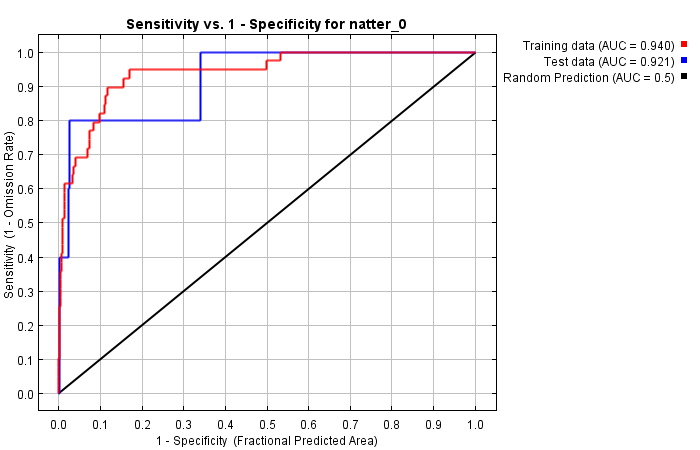 Sensitivity vs. 1 - Specificity for natter_0
Training data (AUC = 0.940)
Test data (AUC = 0.921)
Random Prediction (AUC = 0.5)
Sensitivity (1 - Omission Rate)
1.0
0.9
0.8
0.7
0.6
0.5
0.4
0.3
0.2
0.1
0.0
0.0 0.1 0.2 0.3 0.4 0.5 0.6 0.7 0.8 0.9 1.0
1 - Specificity (Fractional Predicted Area)